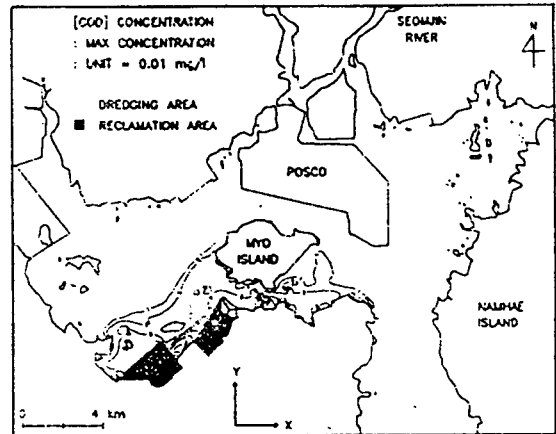 [COD] CONCENTRATION
: MAX CONCENTRATION
: UNIT = 0.01 mg/l
DREDGING AREA
RECLAMATION AREA
SEOMJIN
RIVER
N
POSCO
MYO
ISLAND
NAMHAE
ISLAND
Y
X
0 4 km